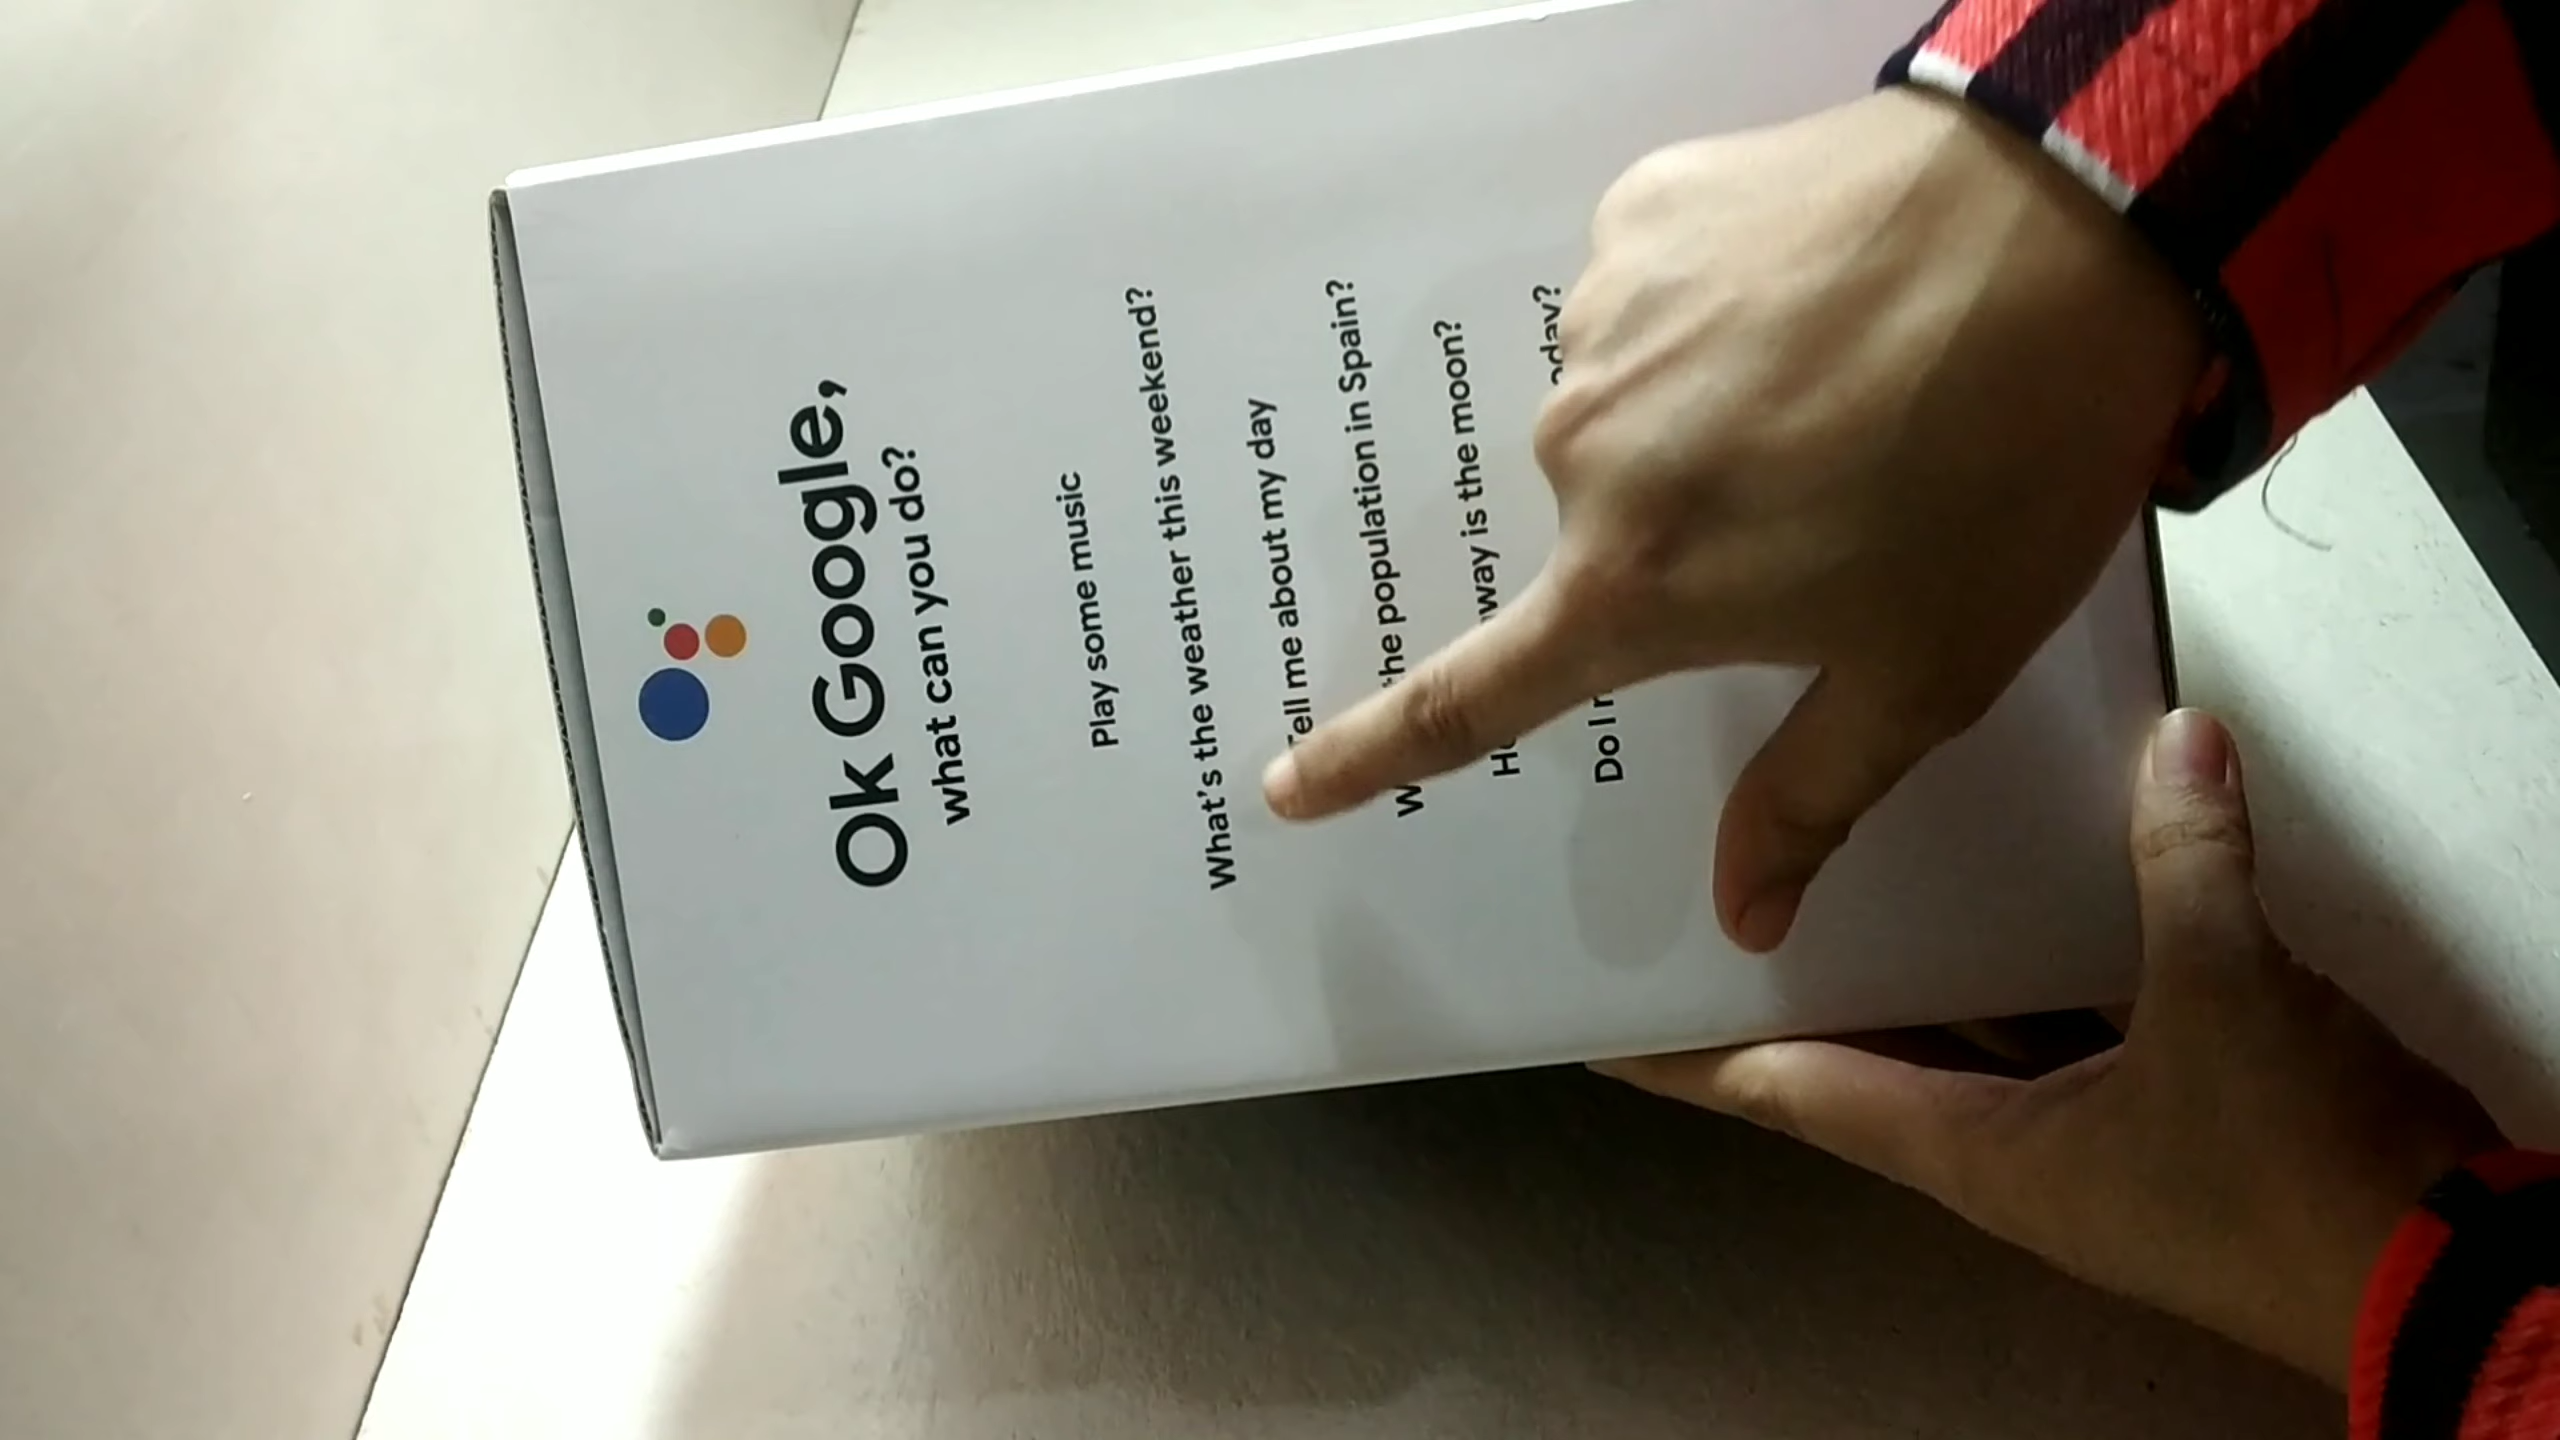 Ok Google,
what can you do?
Play some music
What's the weather this weekend?
Tell me about my day
the population in Spain?
is the moon?
Do I